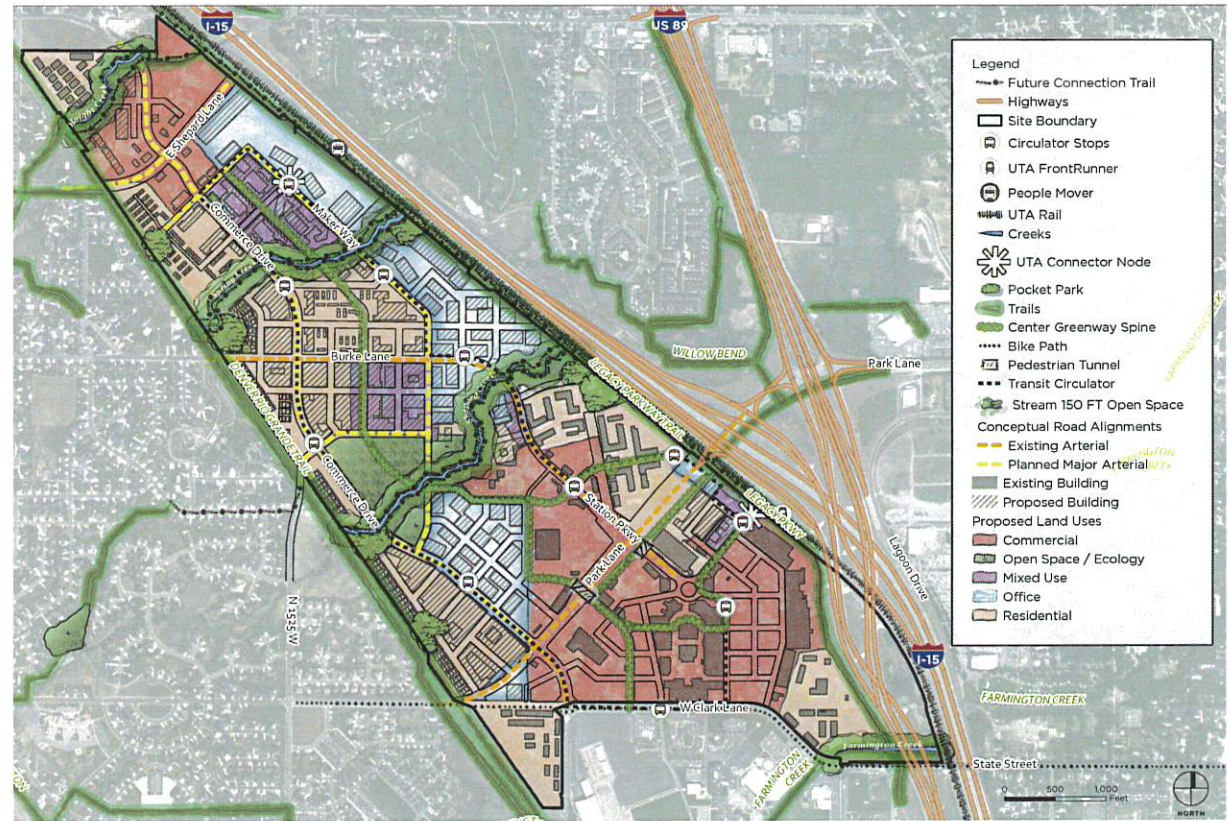 I-15
US 89
Legend
Future Connection Trail
Highways
Site Boundary
Circulator Stops
UTA FrontRunner
People Mover
UTA Rail
Creeks
UTA Connector Node
Pocket Park
Trails
Center Greenway Spine
Bike Path
Pedestrian Tunnel
Transit Circulator
Stream 150 FT Open Space
Conceptual Road Alignments
Existing Arterial
Planned Major Arterial
Existing Building
Proposed Building
Proposed Land Uses
Commercial
Open Space / Ecology
Mixed Use
Office
Residential
E Shepard Lane
Maker Way
Commerce Drive
Burke Lane
WILLOW BEND
Park Lane
LEGACY PARKWAY TRAIL
DENVER RIO GRANDE TRAIL
Commerce Drive
Station Pkwy
LEGACY PKWY
Park Lane
Lagoon Drive
N 1525 W
I-15
FARMINGTON CREEK
W Clark Lane
Farmington Creek
State Street
FARMINGTON
CREEK
0 500 1,000
Feet
NORTH